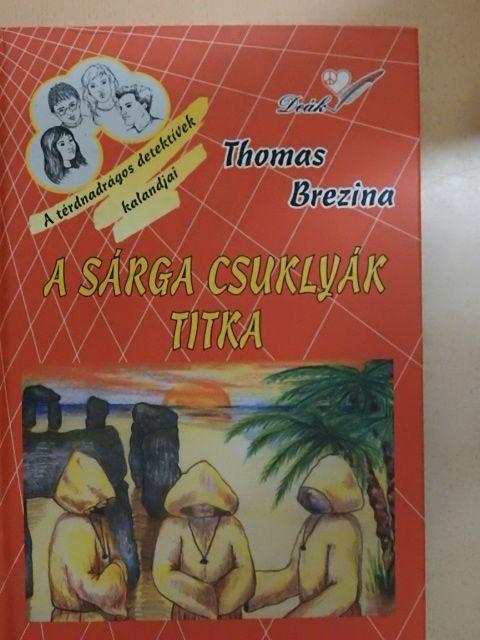 Deák
A térdnadrágos detektívek
kalandjai
Thomas
Brezina
A SÁRGA CSUKLYÁK
TITKA